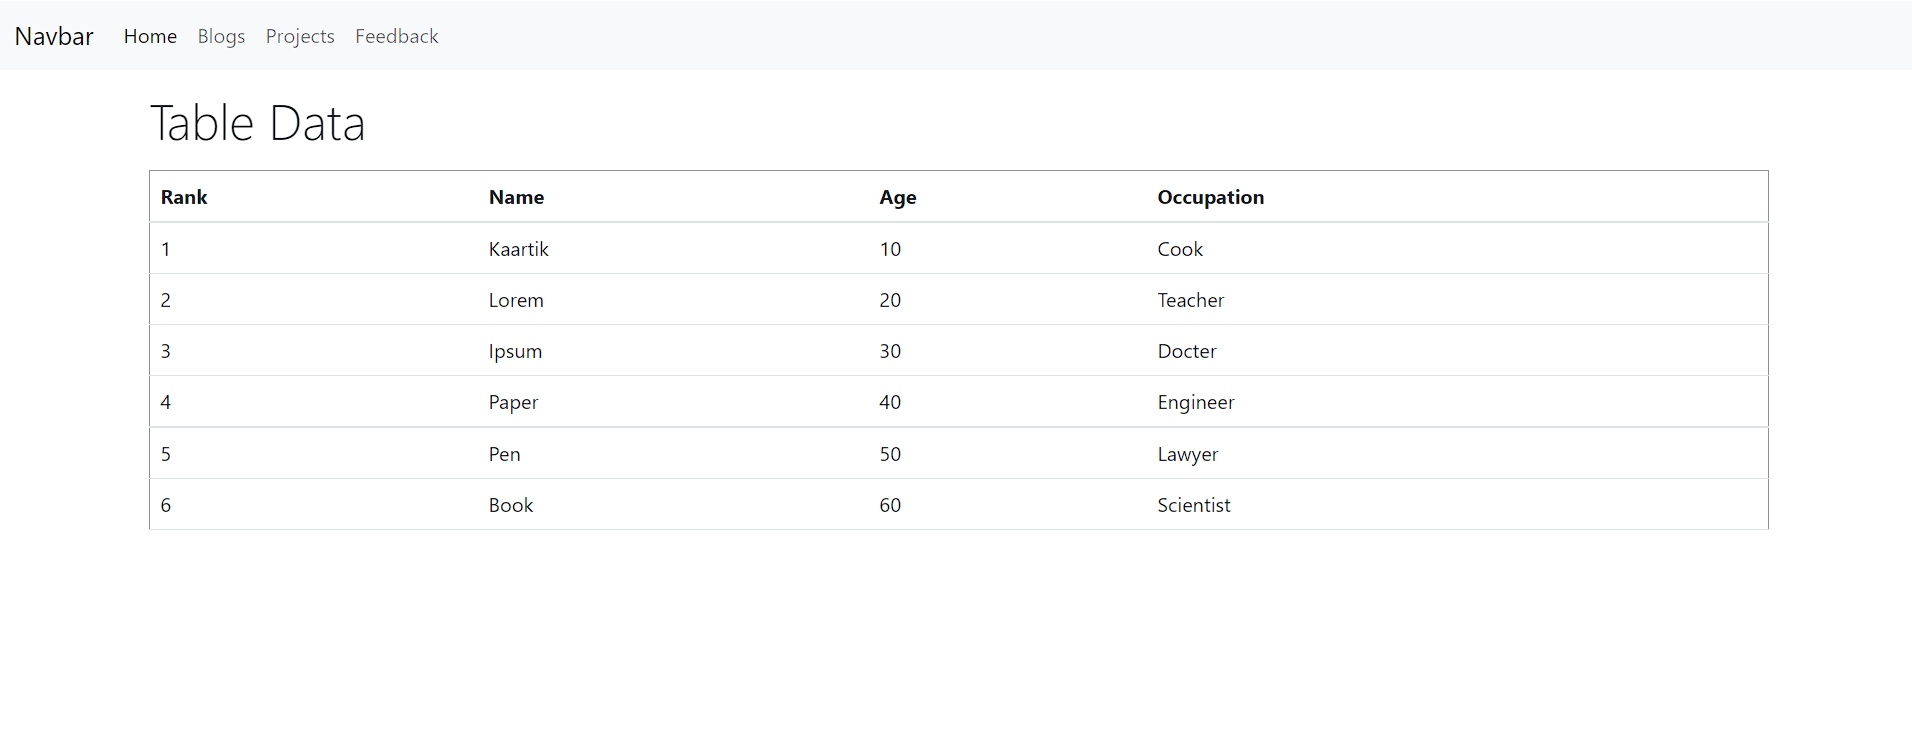 Navbar Home Blogs Projects Feedback
Table Data
Rank Name Age Occupation
1 Kaartik 10 Cook
2 Lorem 20 Teacher
3 Ipsum 30 Docter
4 Paper 40 Engineer
5 Pen 50 Lawyer
6 Book 60 Scientist